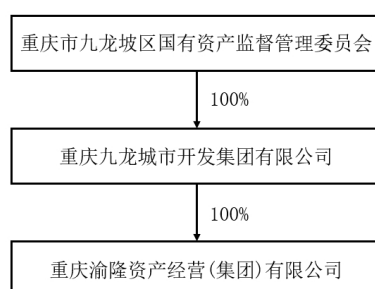 重庆市九龙坡区国有资产监督管理委员会
100%
重庆九龙城市开发集团有限公司
100%
重庆渝隆资产经营(集团)有限公司